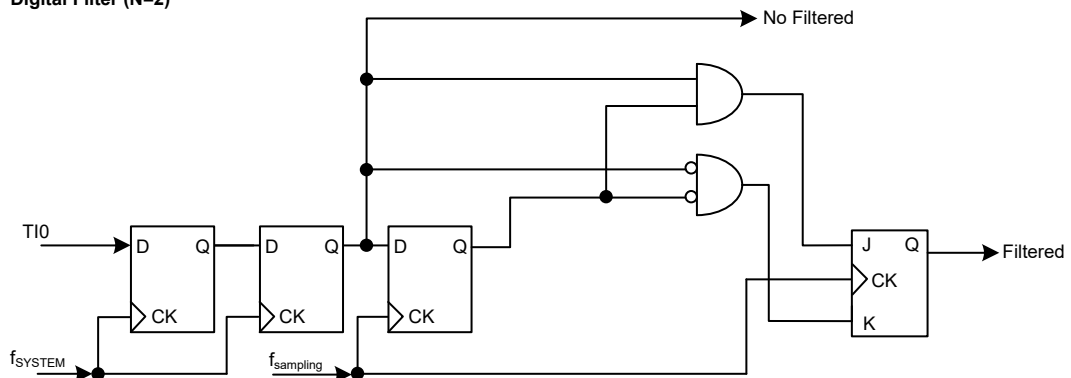 Digital Filter (N=2)
No Filtered
TI0
D Q
D Q
D Q
J Q
Filtered
CK
CK
CK
CK
K
fSYSTEM
fsampling